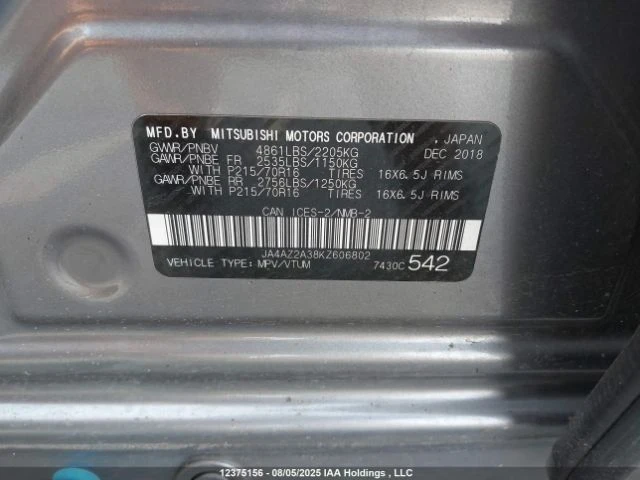 MFD.BY MITSUBISHI MOTORS CORPORATION , JAPAN
GVWR/PNBV 4861LBS/2205KG DEC 2018
GAWR/PNBE FR 2535LBS/1150KG
WITH P215/70R16 TIRES 16X6.5J RIMS
GAWR/PNBE RR 2756LBS/1250KG
WITH P215/70R16 TIRES 16X6.5J RIMS
CAN ICES-2/NMB-2
JA4AZ2A38KZ606802
VEHICLE TYPE: MPV/VTUM 7430C 542
12375156 - 08/05/2025 IAA Holdings , LLC